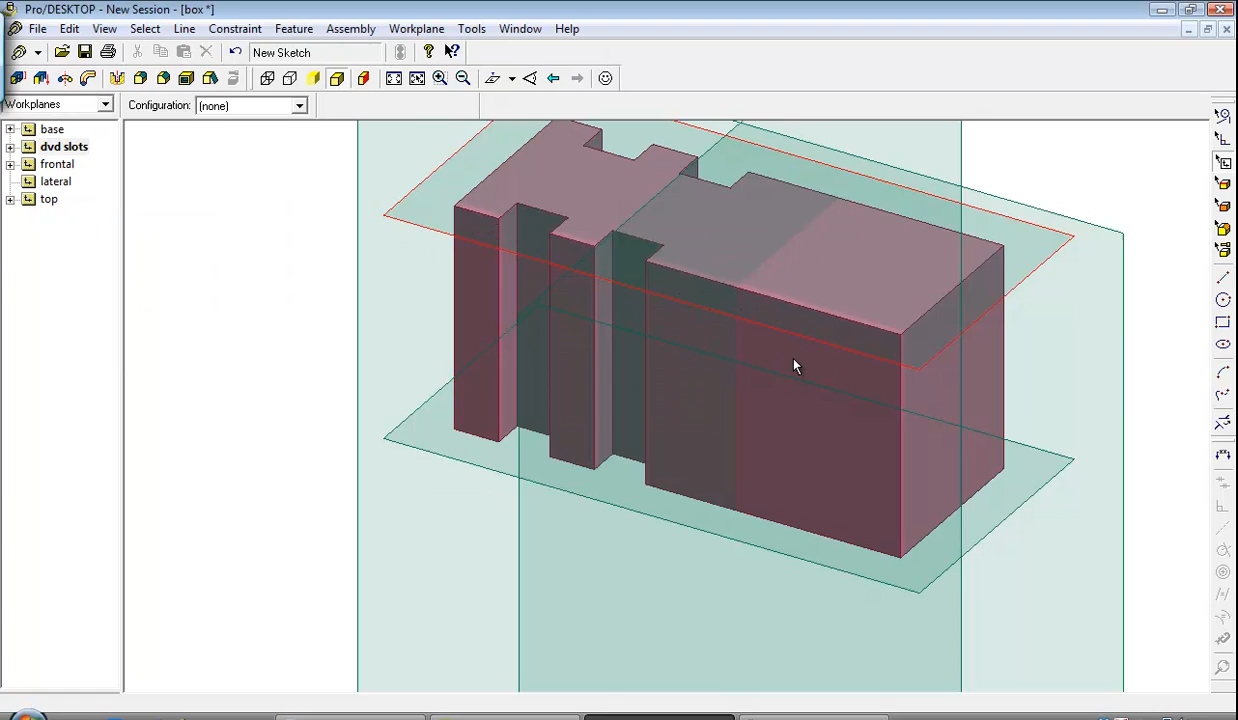 Pro/DESKTOP - New Session - [box *]
File Edit View Select Line Constraint Feature Assembly Workplane Tools Window Help
New Sketch
Workplanes Configuration: (none)
base
dvd slots
frontal
lateral
top